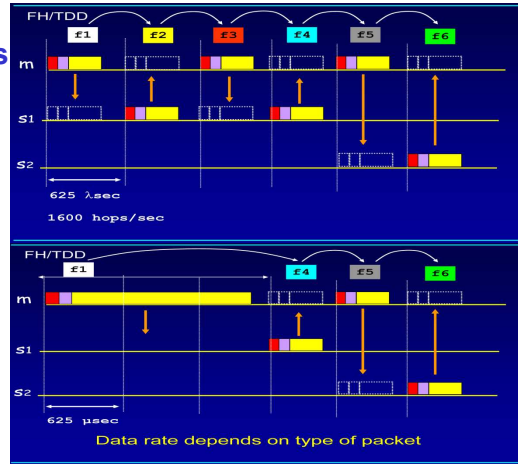 FH/TDD
f1 f2 f3 f4 f5 f6
s
m
s1
s2
625 λsec
1600 hops/sec
FH/TDD
f1 f4 f5 f6
m
s1
s2
625 μsec
Data rate depends on type of packet